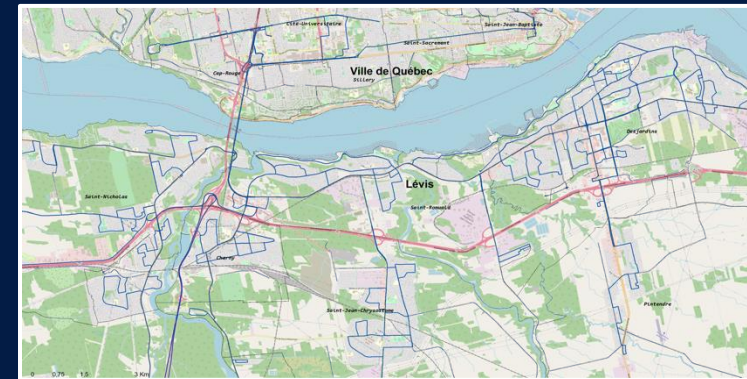 Cité-Universitaire
Saint-Jean-Baptiste
Saint-Sacrement
Ville de Québec
Cap-Rouge
Sillery
Desjardins
Lévis
Saint-Nicholas
Saint-Romuald
Charny
Saint-Jean-Chrysostome
Pintendre
0 0,75 1,5 3 Km